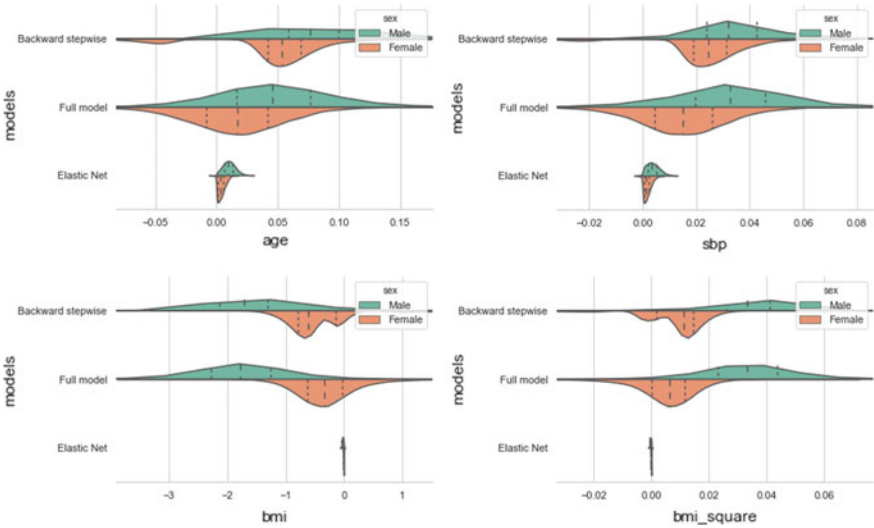 sex
Male
Female
Backward stepwise
Full model
Elastic Net
models
-0.05 0.00 0.05 0.10 0.15
age
sex
Male
Female
Backward stepwise
Full model
Elastic Net
models
-0.02 0.00 0.02 0.04 0.06 0.08
sbp
sex
Male
Female
Backward stepwise
Full model
Elastic Net
models
-3 -2 -1 0 1
bmi
sex
Male
Female
Backward stepwise
Full model
Elastic Net
models
-0.02 0.00 0.02 0.04 0.06
bmi_square